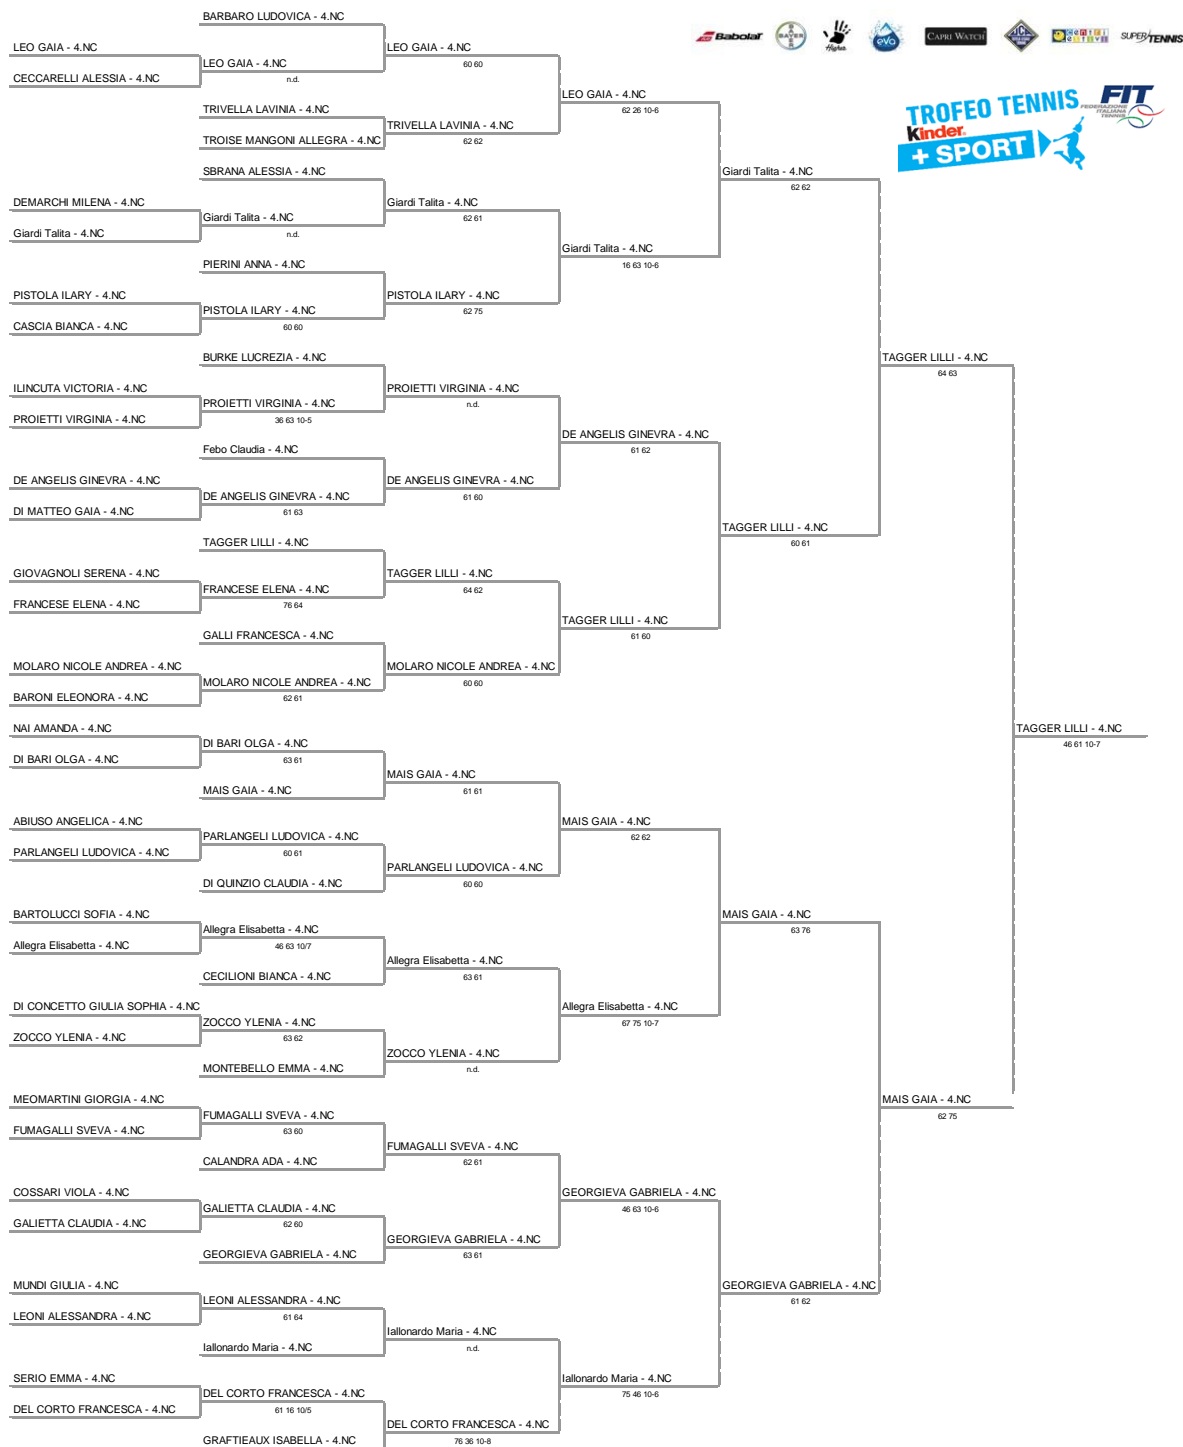 BARBARO LUDOVICA - 4.NC
Babolat
BAYER
Higher
eva
CAPRI WATCH
centri estivi
SUPERTENNIS
LEO GAIA - 4.NC
LEO GAIA - 4.NC
LEO GAIA - 4.NC
60 60
CECCARELLI ALESSIA - 4.NC
n.d.
LEO GAIA - 4.NC
62 26 10-6
TROFEO TENNIS
Kinder
+ SPORT
FIT
FEDERAZIONE
ITALIANA
TENNIS
TRIVELLA LAVINIA - 4.NC
TRIVELLA LAVINIA - 4.NC
62 62
TROISE MANGONI ALLEGRA - 4.NC
SBRANA ALESSIA - 4.NC
Giardi Talita - 4.NC
62 62
DEMARCHI MILENA - 4.NC
Giardi Talita - 4.NC
62 61
Giardi Talita - 4.NC
n.d.
Giardi Talita - 4.NC
Giardi Talita - 4.NC
16 63 10-6
PIERINI ANNA - 4.NC
PISTOLA ILARY - 4.NC
PISTOLA ILARY - 4.NC
62 75
PISTOLA ILARY - 4.NC
60 60
CASCIA BIANCA - 4.NC
BURKE LUCREZIA - 4.NC
TAGGER LILLI - 4.NC
64 63
ILINCUTA VICTORIA - 4.NC
PROIETTI VIRGINIA - 4.NC
n.d.
PROIETTI VIRGINIA - 4.NC
36 63 10-5
PROIETTI VIRGINIA - 4.NC
DE ANGELIS GINEVRA - 4.NC
61 62
Febo Claudia - 4.NC
DE ANGELIS GINEVRA - 4.NC
DE ANGELIS GINEVRA - 4.NC
61 60
DE ANGELIS GINEVRA - 4.NC
61 63
DI MATTEO GAIA - 4.NC
TAGGER LILLI - 4.NC
60 61
TAGGER LILLI - 4.NC
GIOVAGNOLI SERENA - 4.NC
TAGGER LILLI - 4.NC
64 62
FRANCESE ELENA - 4.NC
76 64
FRANCESE ELENA - 4.NC
TAGGER LILLI - 4.NC
61 60
GALLI FRANCESCA - 4.NC
MOLARO NICOLE ANDREA - 4.NC
MOLARO NICOLE ANDREA - 4.NC
60 60
MOLARO NICOLE ANDREA - 4.NC
62 61
BARONI ELEONORA - 4.NC
NAI AMANDA - 4.NC
TAGGER LILLI - 4.NC
46 61 10-7
DI BARI OLGA - 4.NC
63 61
DI BARI OLGA - 4.NC
MAIS GAIA - 4.NC
61 61
MAIS GAIA - 4.NC
ABIUSO ANGELICA - 4.NC
MAIS GAIA - 4.NC
62 62
PARLANGELI LUDOVICA - 4.NC
60 61
PARLANGELI LUDOVICA - 4.NC
PARLANGELI LUDOVICA - 4.NC
60 60
DI QUINZIO CLAUDIA - 4.NC
BARTOLUCCI SOFIA - 4.NC
MAIS GAIA - 4.NC
63 76
Allegra Elisabetta - 4.NC
46 63 10/7
Allegra Elisabetta - 4.NC
Allegra Elisabetta - 4.NC
63 61
CECILIONI BIANCA - 4.NC
DI CONCETTO GIULIA SOPHIA - 4.NC
Allegra Elisabetta - 4.NC
67 75 10-7
ZOCCO YLENIA - 4.NC
63 62
ZOCCO YLENIA - 4.NC
ZOCCO YLENIA - 4.NC
n.d.
MONTEBELLO EMMA - 4.NC
MEOMARTINI GIORGIA - 4.NC
MAIS GAIA - 4.NC
62 75
FUMAGALLI SVEVA - 4.NC
63 60
FUMAGALLI SVEVA - 4.NC
FUMAGALLI SVEVA - 4.NC
62 61
CALANDRA ADA - 4.NC
COSSARI VIOLA - 4.NC
GEORGIEVA GABRIELA - 4.NC
46 63 10-6
GALIETTA CLAUDIA - 4.NC
62 60
GALIETTA CLAUDIA - 4.NC
GEORGIEVA GABRIELA - 4.NC
63 61
GEORGIEVA GABRIELA - 4.NC
MUNDI GIULIA - 4.NC
GEORGIEVA GABRIELA - 4.NC
61 62
LEONI ALESSANDRA - 4.NC
61 64
LEONI ALESSANDRA - 4.NC
Iallonardo Maria - 4.NC
n.d.
Iallonardo Maria - 4.NC
SERIO EMMA - 4.NC
Iallonardo Maria - 4.NC
75 46 10-6
DEL CORTO FRANCESCA - 4.NC
61 16 10/5
DEL CORTO FRANCESCA - 4.NC
DEL CORTO FRANCESCA - 4.NC
76 36 10-8
GRAFTIEAUX ISABELLA - 4.NC